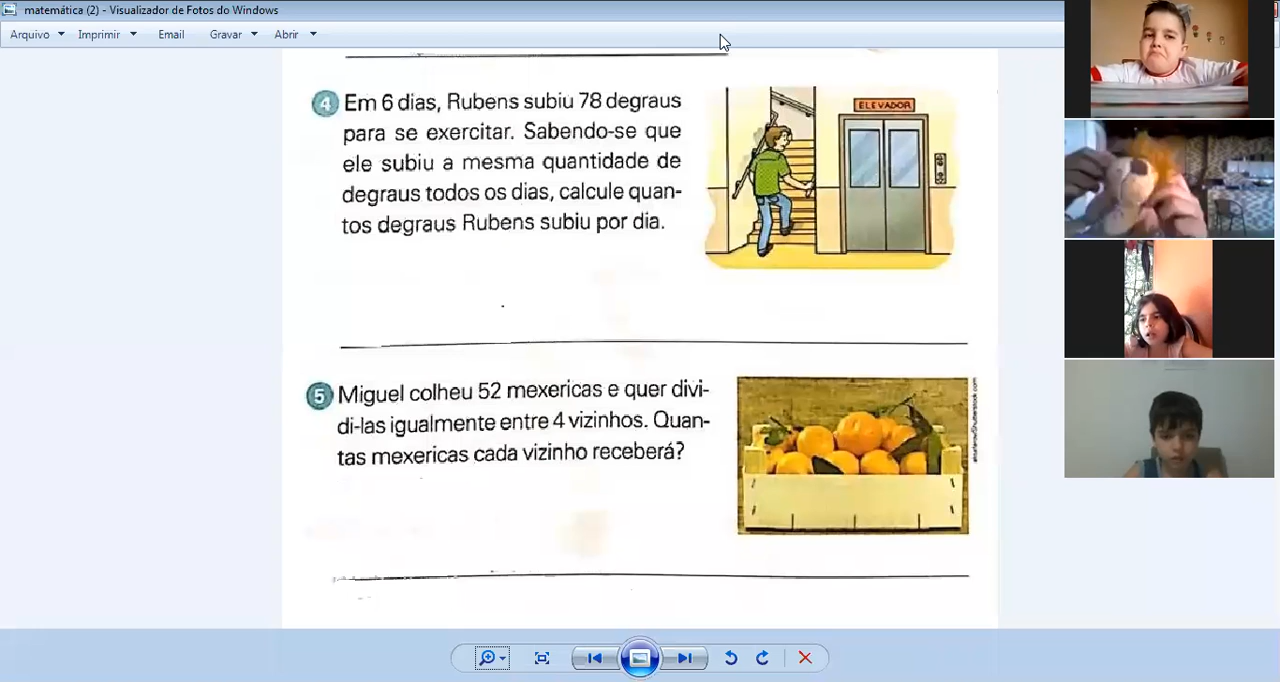 matemática (2) - Visualizador de Fotos do Windows
Arquivo Imprimir Email Gravar Abrir
4 Em 6 dias, Rubens subiu 78 degraus
para se exercitar. Sabendo-se que
ele subiu a mesma quantidade de
degraus todos os dias, calcule quan-
tos degraus Rubens subiu por dia.
ELEVADOR
5 Miguel colheu 52 mexericas e quer divi-
di-las igualmente entre 4 vizinhos. Quan-
tas mexericas cada vizinho receberá?